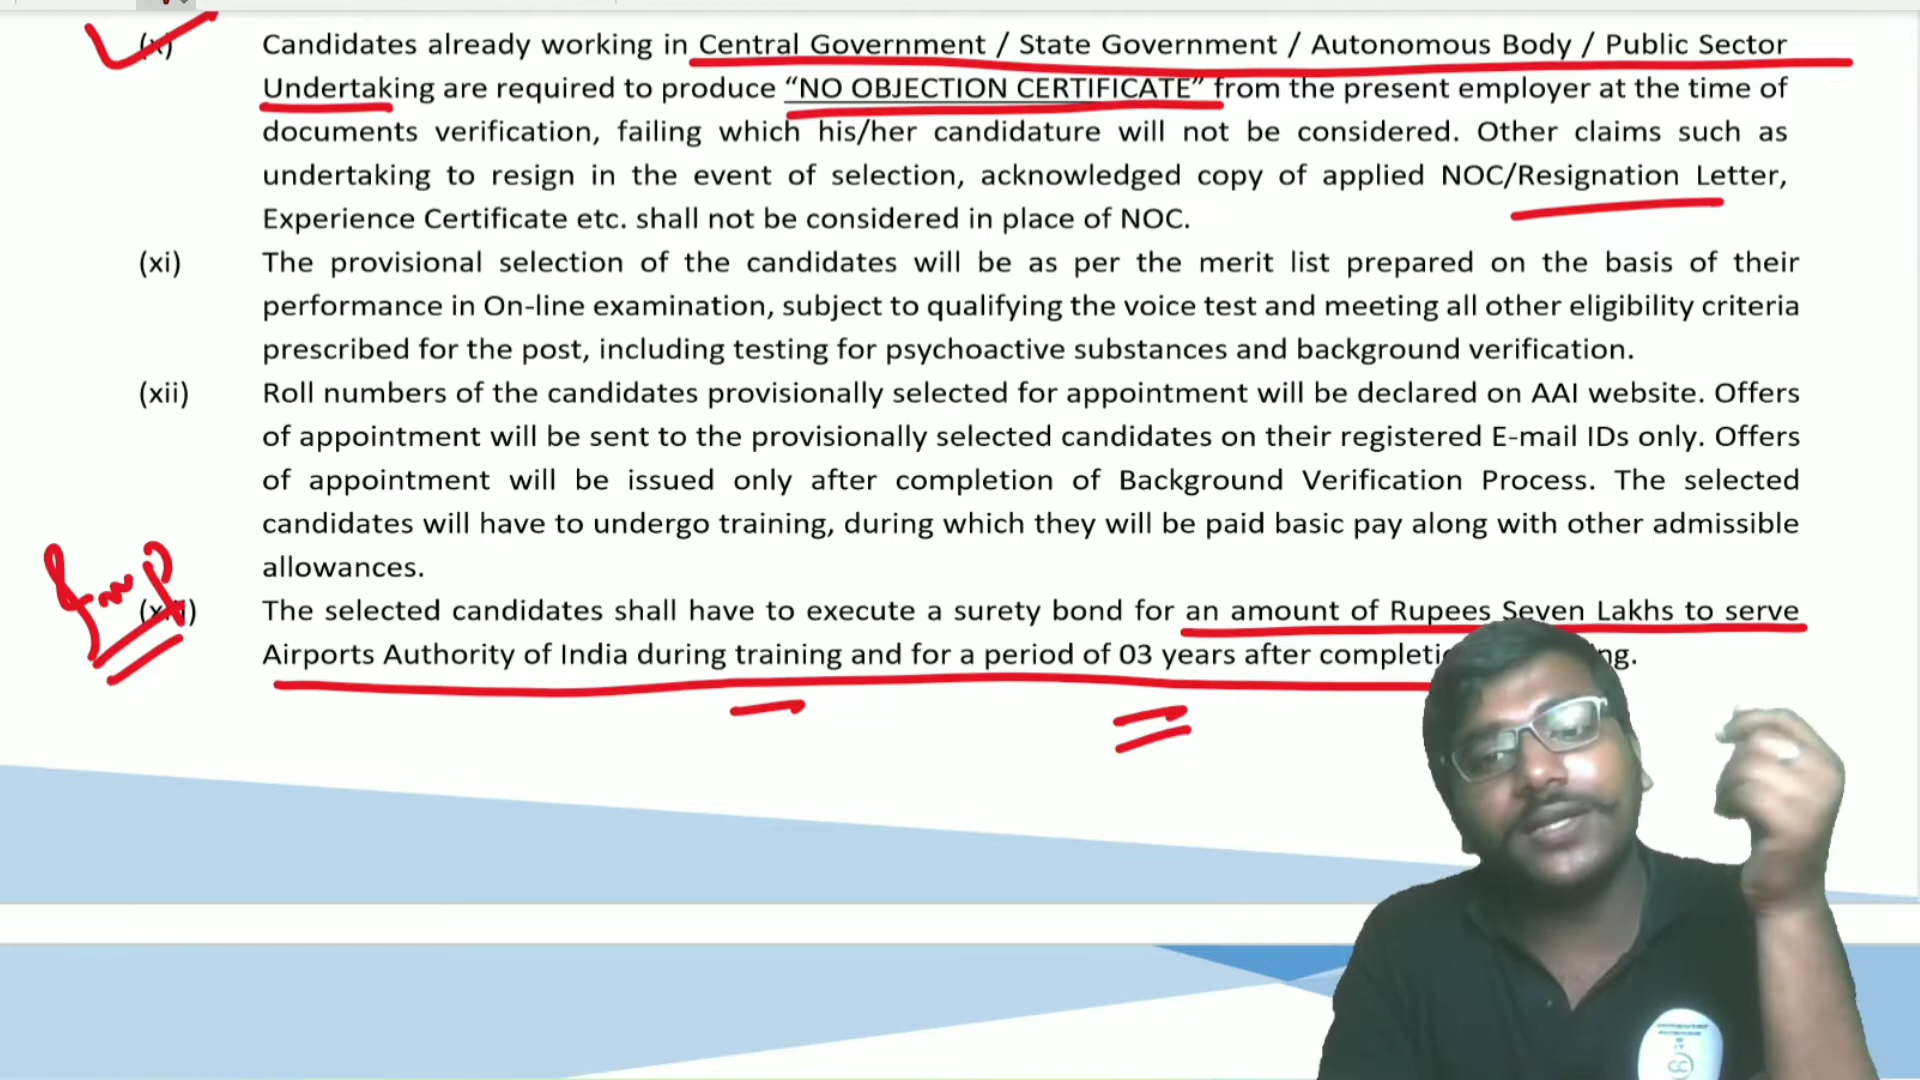 (x) Candidates already working in Central Government / State Government / Autonomous Body / Public Sector
Undertaking are required to produce “NO OBJECTION CERTIFICATE” from the present employer at the time of
documents verification, failing which his/her candidature will not be considered. Other claims such as
undertaking to resign in the event of selection, acknowledged copy of applied NOC/Resignation Letter,
Experience Certificate etc. shall not be considered in place of NOC.
(xi) The provisional selection of the candidates will be as per the merit list prepared on the basis of their
performance in On-line examination, subject to qualifying the voice test and meeting all other eligibility criteria
prescribed for the post, including testing for psychoactive substances and background verification.
(xii) Roll numbers of the candidates provisionally selected for appointment will be declared on AAI website. Offers
of appointment will be sent to the provisionally selected candidates on their registered E-mail IDs only. Offers
of appointment will be issued only after completion of Background Verification Process. The selected
candidates will have to undergo training, during which they will be paid basic pay along with other admissible
allowances.
Imp
The selected candidates shall have to execute a surety bond for an amount of Rupees Seven Lakhs to serve
Airports Authority of India during training and for a period of 03 years after